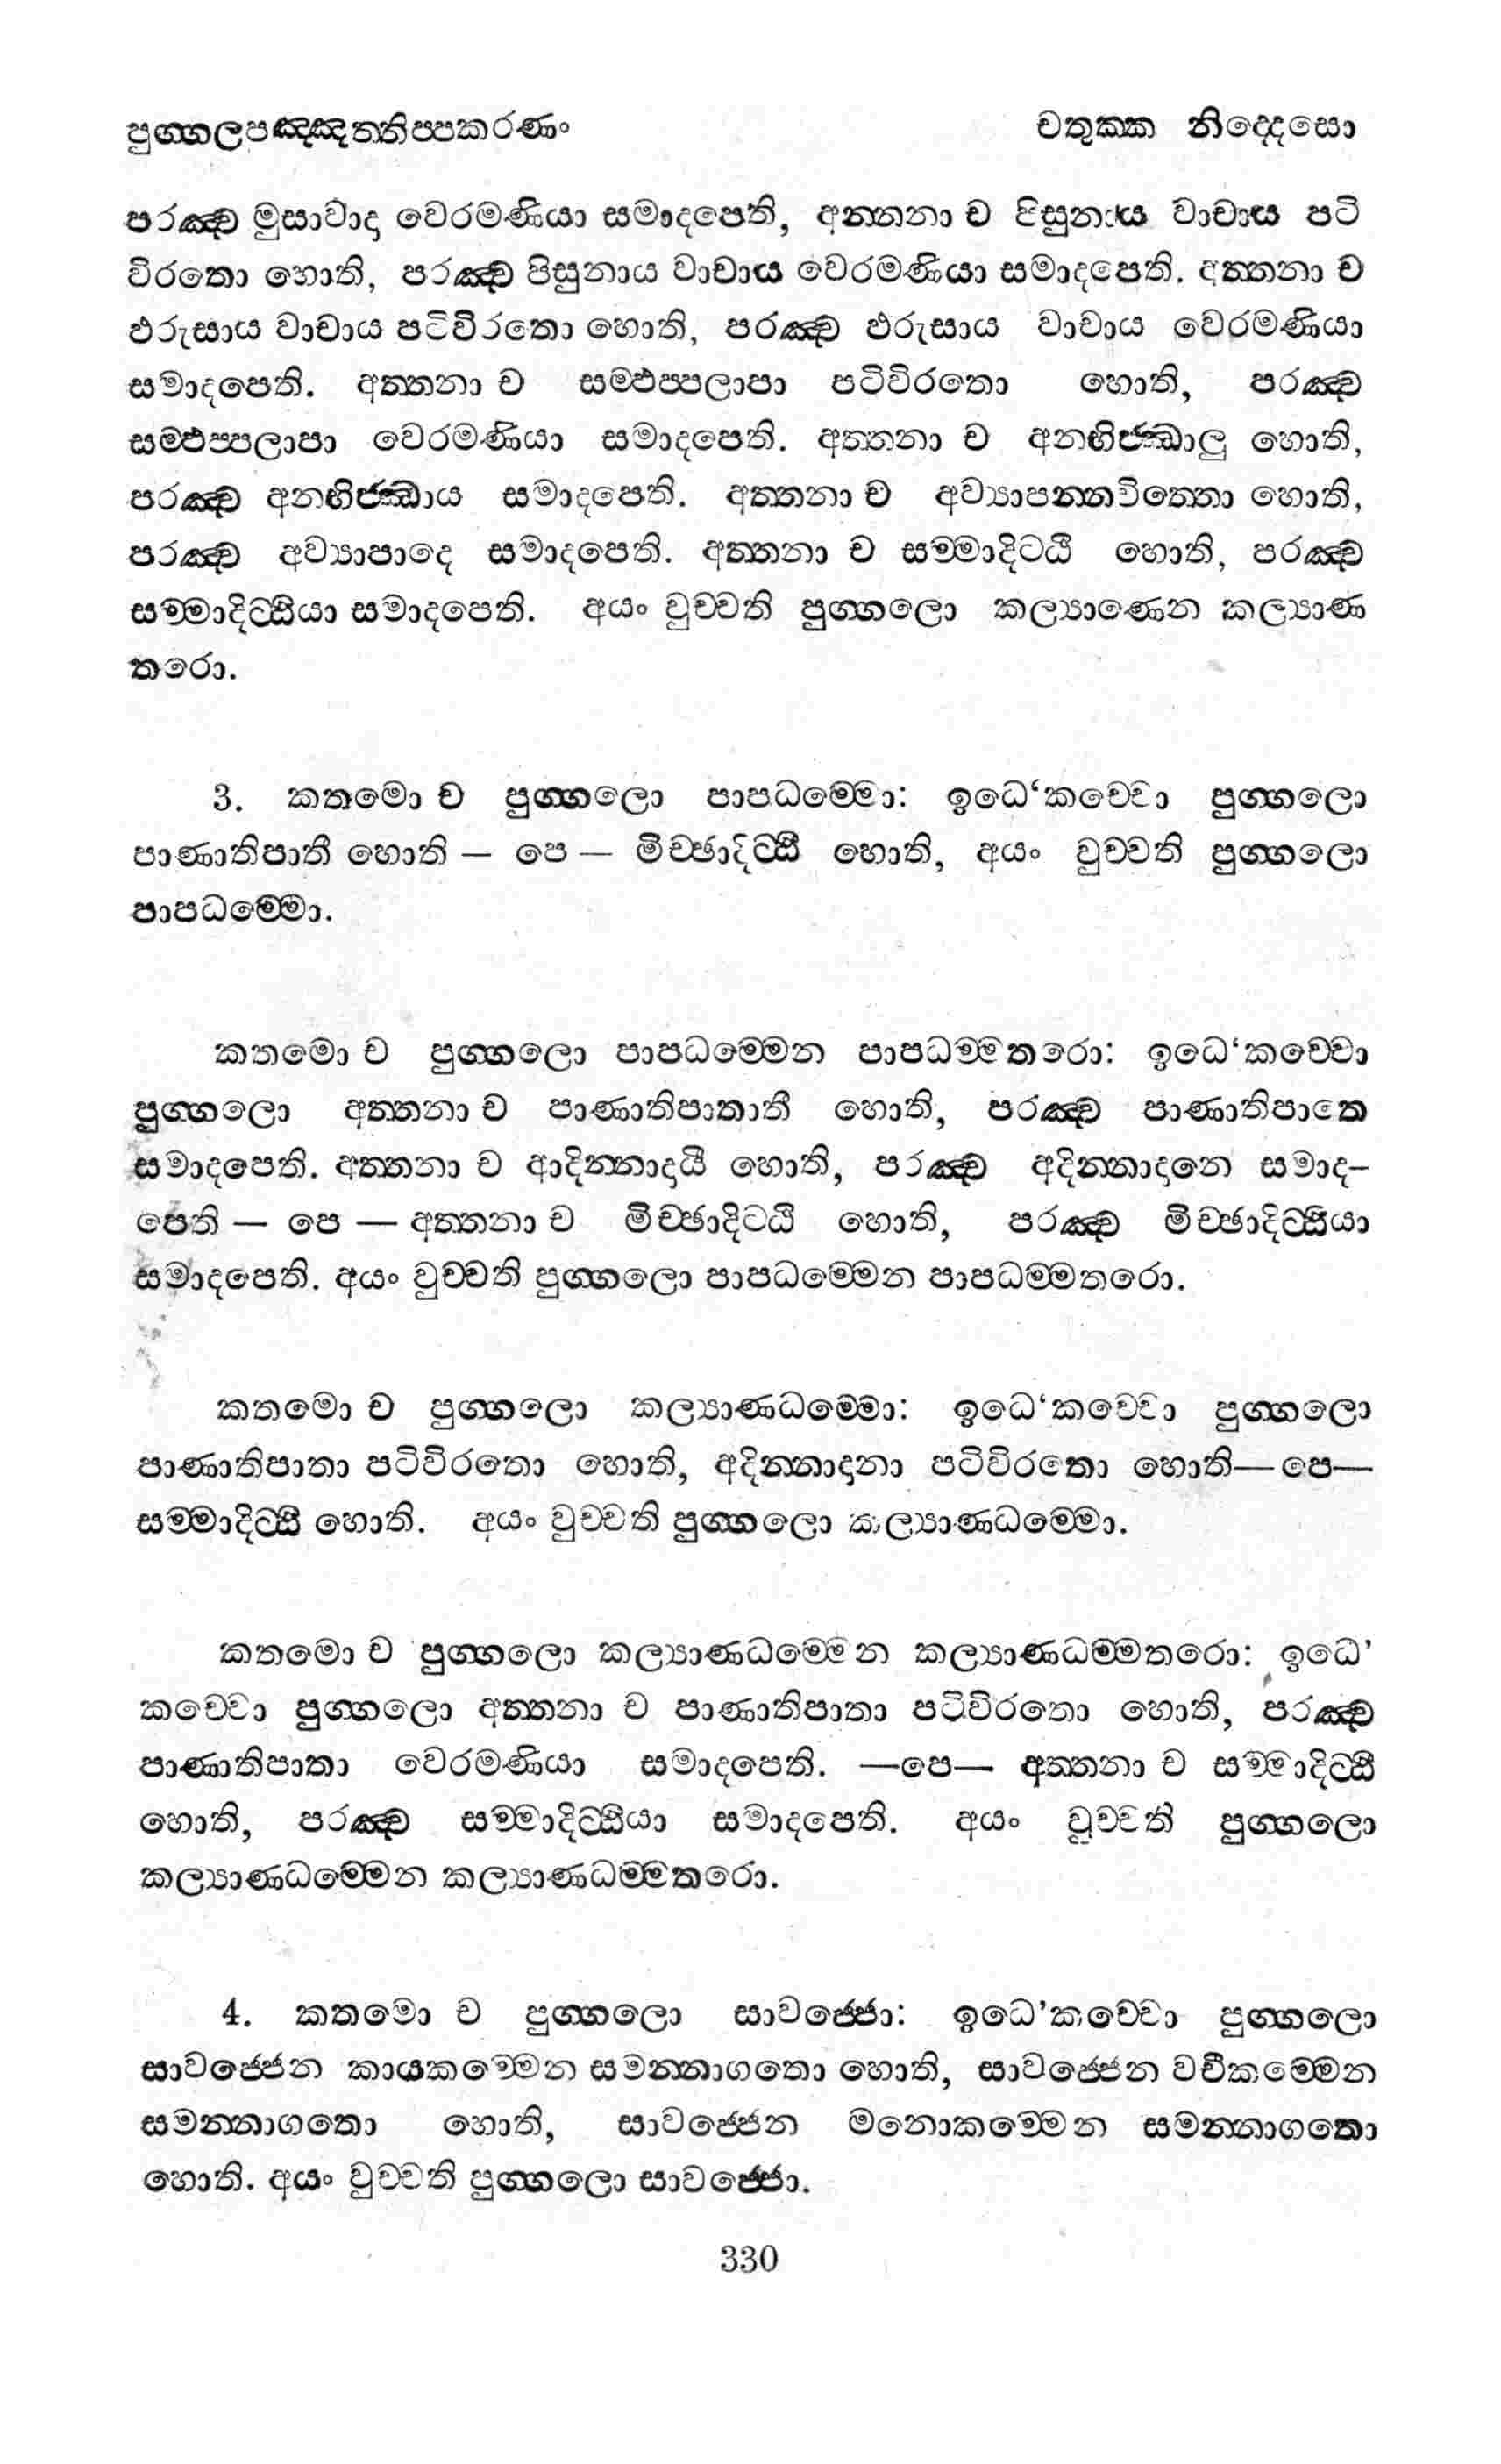 පුග්ගලපඤ්ඤත්තිප්පකරණං චතුක්ක නිද්දෙසො
පරඤ්ච මුසාවාදා වෙරමණියා සමාදපෙති, අත්තනා ච පිසුනාය වාචාය පටි
විරතො හොති, පරඤ්ච පිසුනාය වාචාය වෙරමණියා සමාදපෙති. අත්තනා ච
ඵරුසාය වාචාය පටිවිරතො හොති, පරඤ්ච ඵරුසාය වාචාය වෙරමණියා
සමාදපෙති. අත්තනා ච සම්ඵප්පලාපා පටිවිරතො හොති, පරඤ්ච
සම්ඵප්පලාපා වෙරමණියා සමාදපෙති. අත්තනා ච අනභිජ්ඣාලු හොති,
පරඤ්ච අනභිජ්ඣාය සමාදපෙති. අත්තනා ච අව්‍යාපන්නචිත්තො හොති,
පරඤ්ච අව්‍යාපාදෙ සමාදපෙති. අත්තනා ච සම්මාදිටඨි හොති, පරඤ්ච
සම්මාදිට්ඨියා සමාදපෙති. අයං වුච්චති පුග්ගලො කල්‍යාණෙන කල්‍යාණ
තරො.
3. කතමො ච පුග්ගලො පාපධම්මො: ඉධෙ‘කච්චො පුග්ගලො
පාණාතිපාතී හොති — පෙ — මිච්ඡාදිට්ඨී හොති, අයං වුච්චති පුග්ගලො
පාපධම්මො.
කතමො ච පුග්ගලො පාපධම්මෙන පාපධම්මතරො: ඉධෙ‘කච්චො
පුග්ගලො අත්තනා ච පාණාතිපාතාතී හොති, පරඤ්ච පාණාතිපාතෙ
සමාදපෙති. අත්තනා ච ආදින්නාදායී හොති, පරඤ්ච අදින්නාදානෙ සමාද–
පෙති — පෙ — අත්තනා ච මිච්ඡාදිටඨි හොති, පරඤ්ච මිච්ඡාදිට්ඨියා
සමාදපෙති. අයං වුච්චති පුග්ගලො පාපධම්මෙන පාපධම්මතරො.
කතමො ච පුග්ගලො කල්‍යාණධම්මො: ඉධෙ‘කච්චො පුග්ගලො
පාණාතිපාතා පටිවිරතො හොති, අදින්නාදානා පටිවිරතො හොති—පෙ—
සම්මාදිට්ඨී හොති. අයං වුච්චති පුග්ගලො කල්‍යාණධම්මො.
කතමො ච පුග්ගලො කල්‍යාණධම්මෙන කල්‍යාණධම්මතරො: ඉධෙ’
කච්චො පුග්ගලො අත්තනා ච පාණාතිපාතා පටිවිරතො හොති, පරඤ්ච
පාණාතිපාතා වෙරමණියා සමාදපෙති. —පෙ— අත්තනා ච සම්මාදිට්ඨී
හොති, පරඤ්ච සම්මාදිට්ඨියා සමාදපෙති. අයං වුච්චති පුග්ගලො
කල්‍යාණධම්මෙන කල්‍යාණධම්මතරො.
4. කතමො ච පුග්ගලො සාවජ්ජො: ඉධෙ’කච්චො පුග්ගලො
සාවජ්ජෙන කායකම්මෙන සමන්නාගතො හොති, සාවජ්ජෙන වචීකම්මෙන
සමන්නාගතො හොති, සාවජ්ජෙන මනොකම්මෙන සමන්නාගතො
හොති. අයං වුච්චති පුග්ගලො සාවජ්ජො.
330